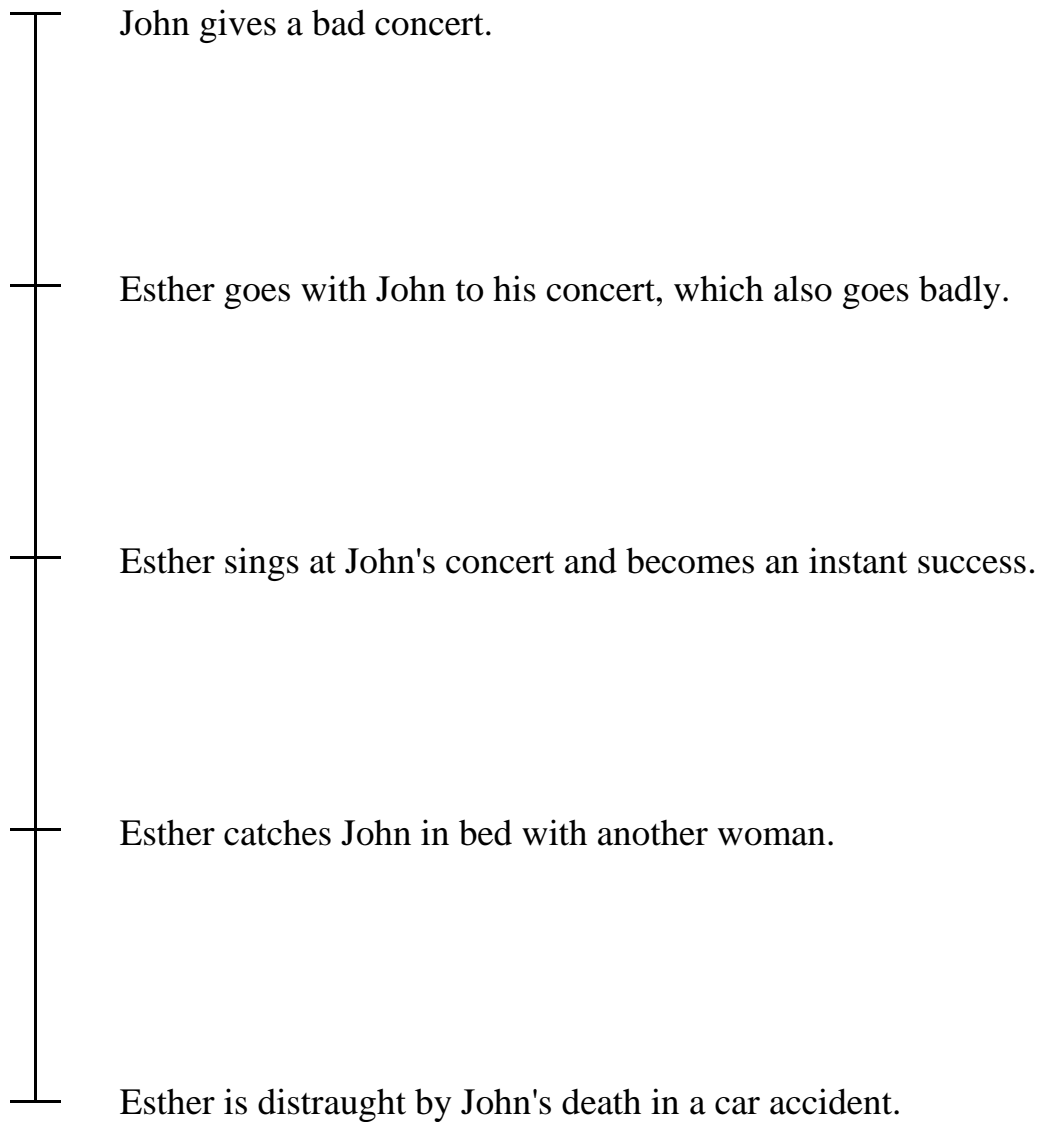 John gives a bad concert.
Esther goes with John to his concert, which also goes badly.
Esther sings at John's concert and becomes an instant success.
Esther catches John in bed with another woman.
Esther is distraught by John's death in a car accident.